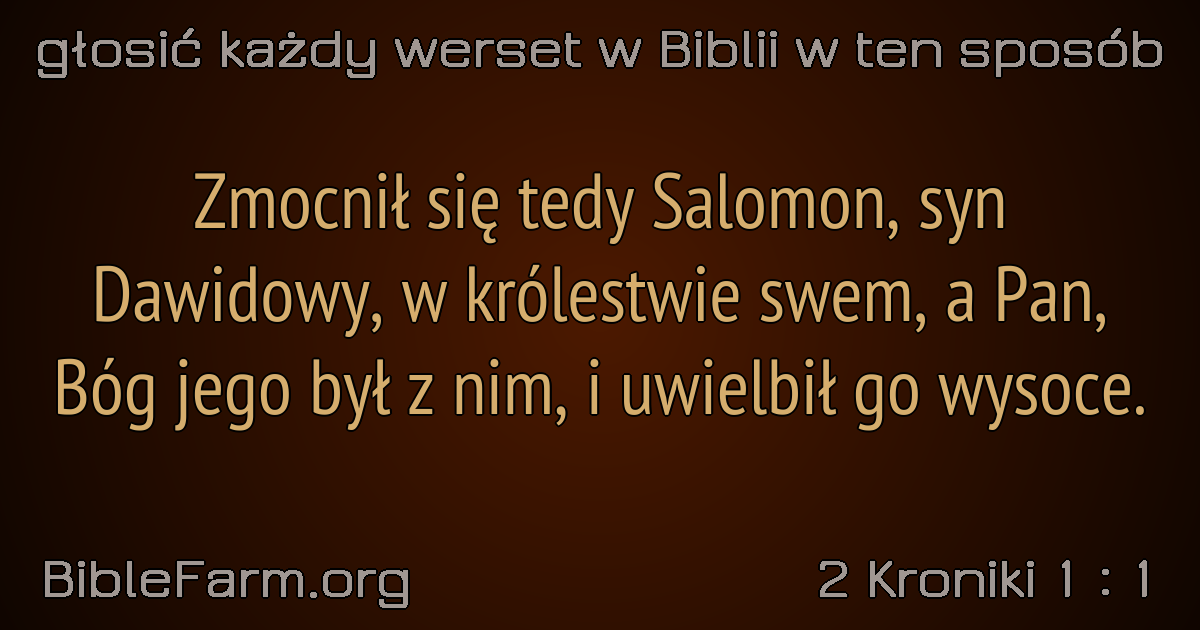 głosić każdy werset w Biblii w ten sposób
Zmocnił się tedy Salomon, syn
Dawidowy, w królestwie swem, a Pan,
Bóg jego był z nim, i uwielbił go wysoce.
BibleFarm.org
2 Kroniki 1 : 1